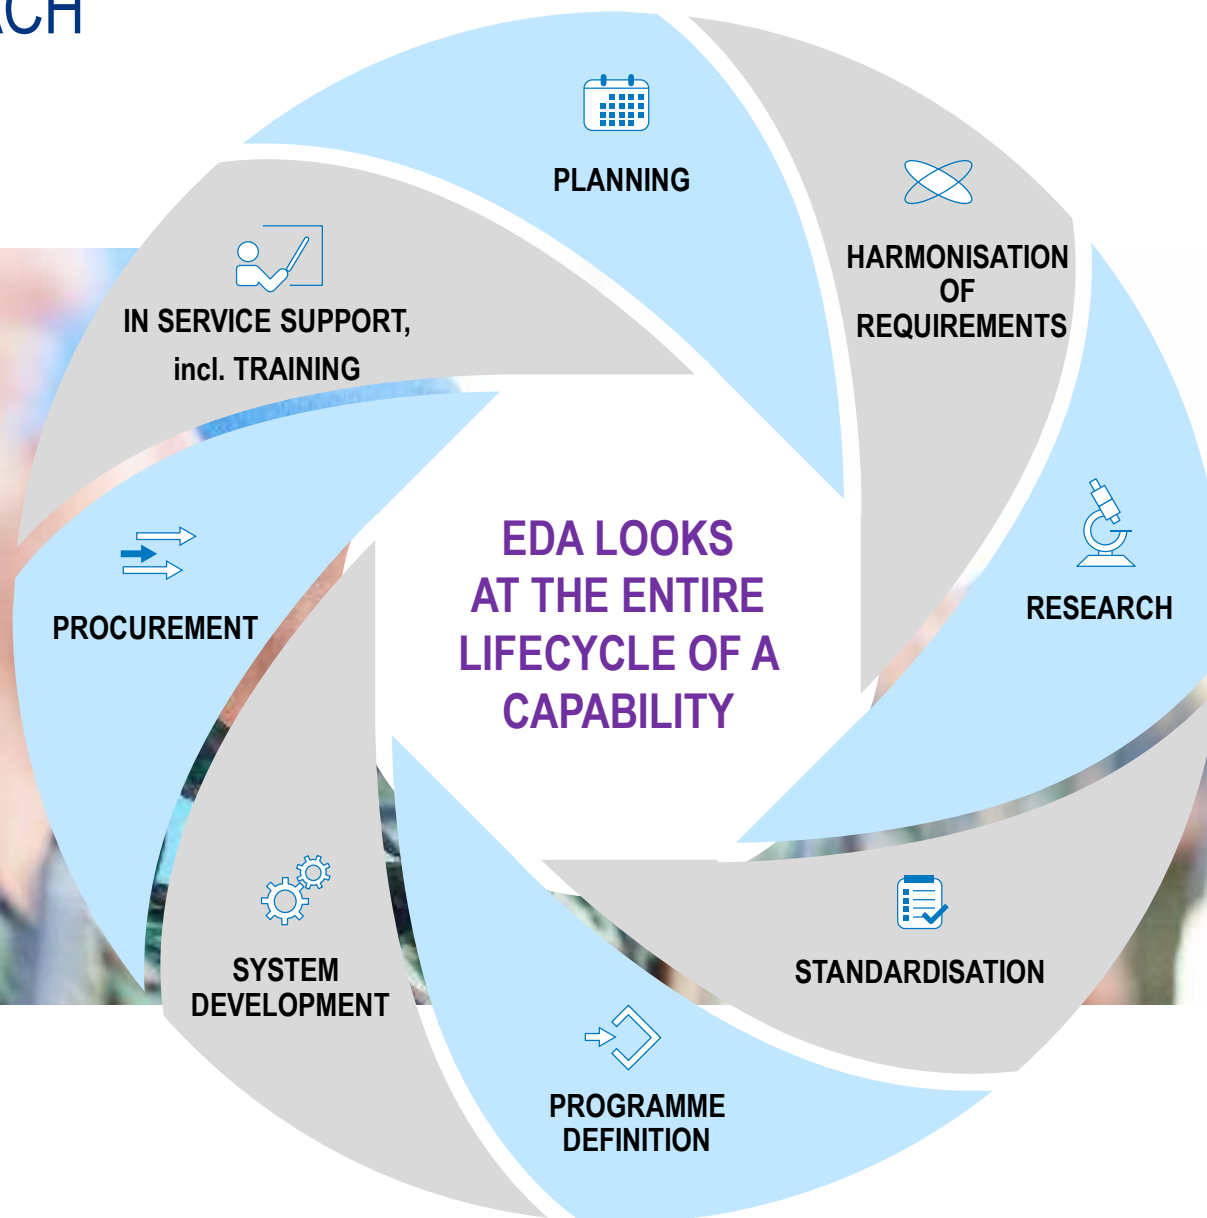 PLANNING
HARMONISATION
OF
REQUIREMENTS
RESEARCH
STANDARDISATION
PROGRAMME
DEFINITION
SYSTEM
DEVELOPMENT
PROCUREMENT
IN SERVICE SUPPORT,
incl. TRAINING
EDA LOOKS
AT THE ENTIRE
LIFECYCLE OF A
CAPABILITY